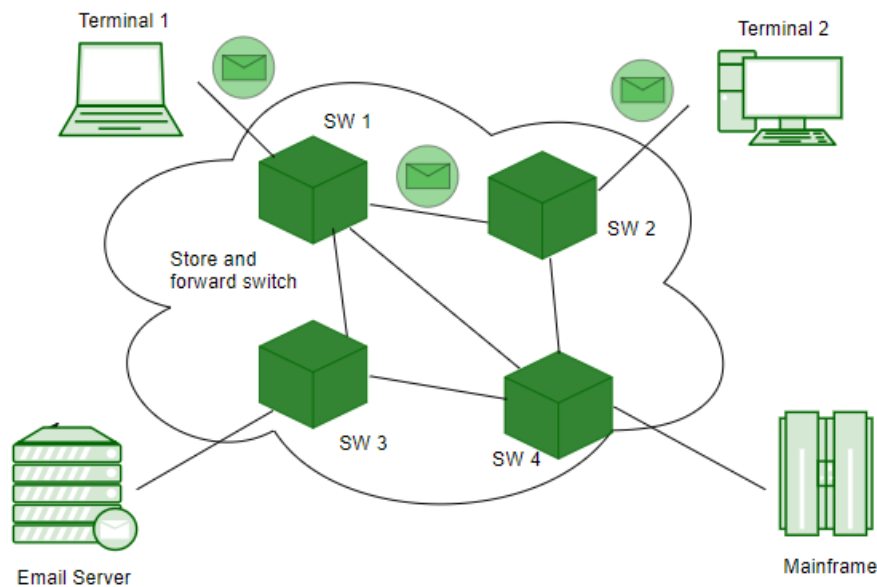 Terminal 1
Terminal 2
SW 1
SW 2
Store and
forward switch
SW 3
SW 4
Email Server
Mainframe